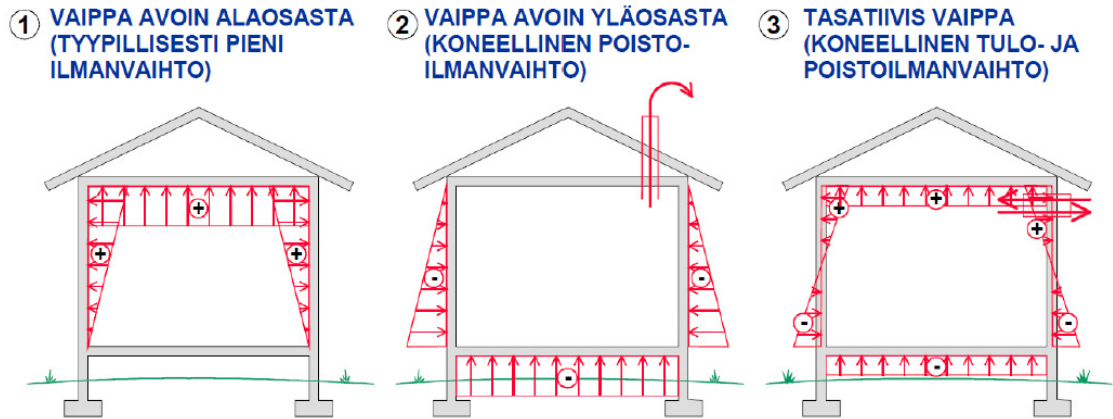 1 VAIPPA AVOIN ALAOSASTA
(TYYPILLISESTI PIENI
ILMANVAIHTO)
2 VAIPPA AVOIN YLÄOSASTA
(KONEELLINEN POISTO-
ILMANVAIHTO)
3 TASATIIVIS VAIPPA
(KONEELLINEN TULO- JA
POISTOILMANVAIHTO)
+
+ +
- -
-
+ + +
- -
-